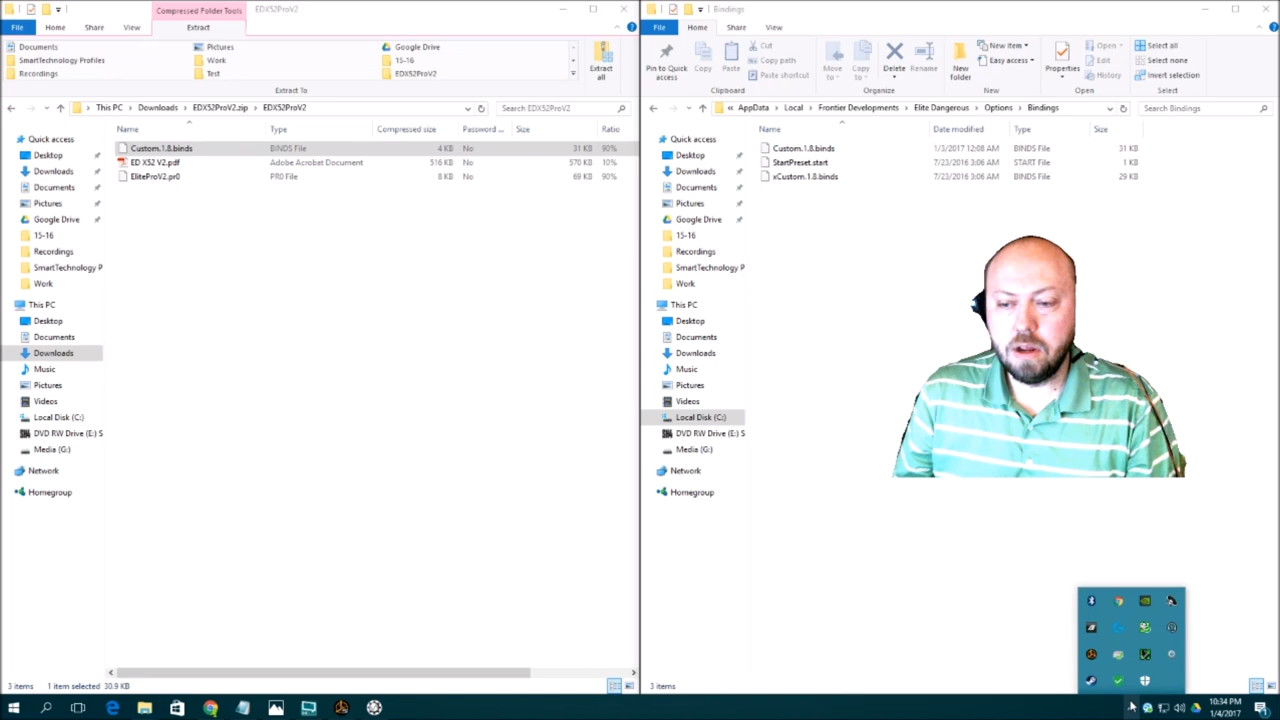 Compressed Folder Tools
EDX52ProV2
File
Home
Share
View
Extract
Documents
Pictures
Google Drive
SmartTechnology Profiles
Work
15-16
Recordings
Test
EDX52ProV2
Extract all
Extract To
This PC
Downloads
EDX52ProV2.zip
EDX52ProV2
Search EDX52ProV2
Name
Type
Compressed size
Password ...
Size
Ratio
Custom.1.8.binds
BINDS File
4 KB
No
31 KB
90%
ED X52 V2.pdf
Adobe Acrobat Document
516 KB
No
570 KB
10%
EliteProV2.pr0
PR0 File
8 KB
No
69 KB
90%
Quick access
Desktop
Downloads
Documents
Pictures
Google Drive
15-16
Recordings
SmartTechnology P
Work
This PC
Desktop
Documents
Downloads
Music
Pictures
Videos
Local Disk (C:)
DVD RW Drive (E:) S
Media (G:)
Network
Homegroup
3 items
1 item selected 30.9 KB
Bindings
File
Home
Share
View
Pin to Quick access
Copy
Paste
Cut
Copy path
Paste shortcut
Clipboard
Move to
Copy to
Delete
Rename
Organize
New folder
New item
Easy access
New
Properties
Open
Edit
History
Open
Select all
Select none
Invert selection
Select
« AppData
Local
Frontier Developments
Elite Dangerous
Options
Bindings
Search Bindings
Name
Date modified
Type
Size
Custom.1.8.binds
1/3/2017 12:08 AM
BINDS File
31 KB
StartPreset.start
7/23/2016 3:06 AM
START File
1 KB
xCustom.1.8.binds
7/23/2016 3:06 AM
BINDS File
29 KB
Quick access
Desktop
Downloads
Documents
Pictures
Google Drive
15-16
Recordings
SmartTechnology P
Work
This PC
Desktop
Documents
Downloads
Music
Pictures
Videos
Local Disk (C:)
DVD RW Drive (E:) S
Media (G:)
Network
Homegroup
3 items
10:34 PM
1/4/2017